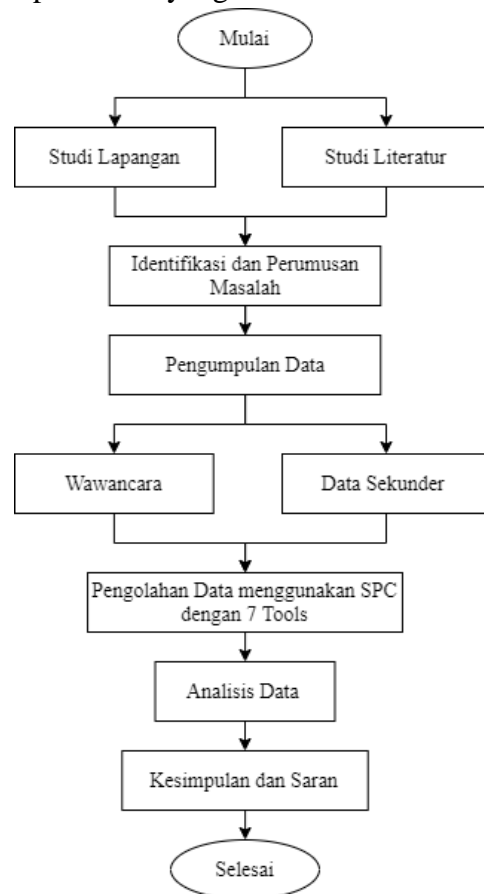 Mulai
Studi Lapangan
Studi Literatur
Identifikasi dan Perumusan
Masalah
Pengumpulan Data
Wawancara
Data Sekunder
Pengolahan Data menggunakan SPC
dengan 7 Tools
Analisis Data
Kesimpulan dan Saran
Selesai